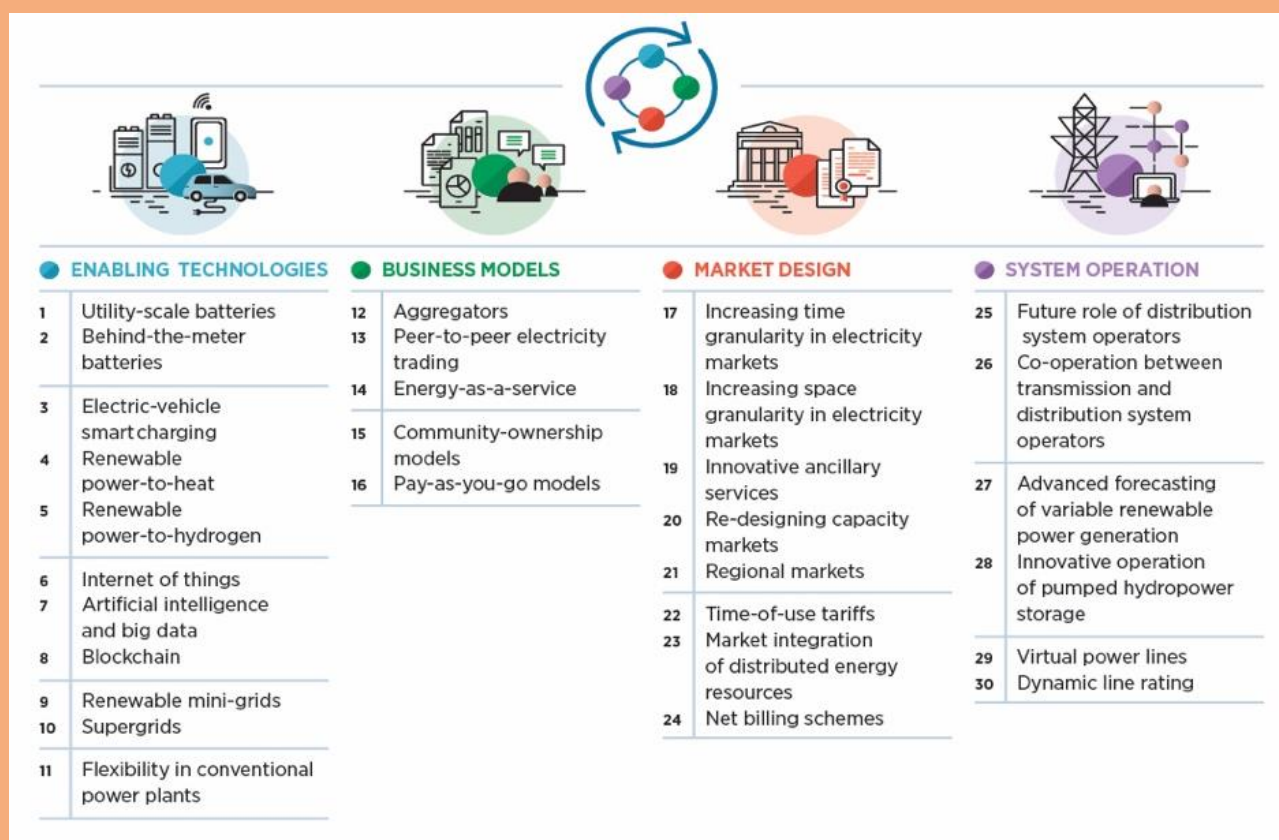 ENABLING TECHNOLOGIES
1 Utility-scale batteries
2 Behind-the-meter
batteries
3 Electric-vehicle
smart charging
4 Renewable
power-to-heat
5 Renewable
power-to-hydrogen
6 Internet of things
7 Artificial intelligence
and big data
8 Blockchain
9 Renewable mini-grids
10 Supergrids
11 Flexibility in conventional
power plants
BUSINESS MODELS
12 Aggregators
13 Peer-to-peer electricity
trading
14 Energy-as-a-service
15 Community-ownership
models
16 Pay-as-you-go models
MARKET DESIGN
17 Increasing time
granularity in electricity
markets
18 Increasing space
granularity in electricity
markets
19 Innovative ancillary
services
20 Re-designing capacity
markets
21 Regional markets
22 Time-of-use tariffs
23 Market integration
of distributed energy
resources
24 Net billing schemes
SYSTEM OPERATION
25 Future role of distribution
system operators
26 Co-operation between
transmission and
distribution system
operators
27 Advanced forecasting
of variable renewable
power generation
28 Innovative operation
of pumped hydropower
storage
29 Virtual power lines
30 Dynamic line rating